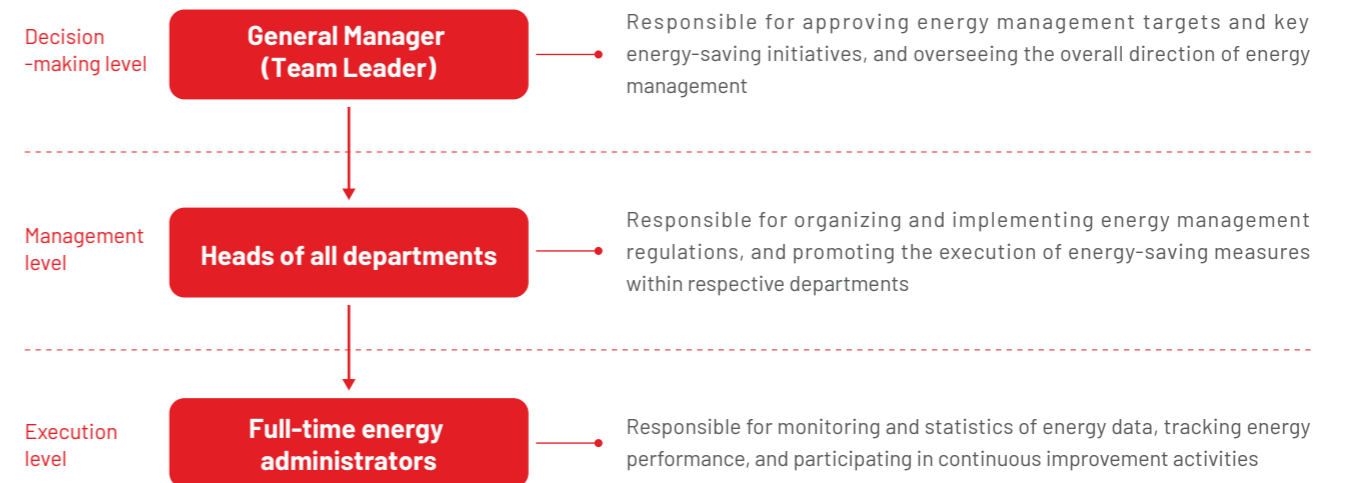 Decision
-making level
General Manager
(Team Leader)
Responsible for approving energy management targets and key
energy-saving initiatives, and overseeing the overall direction of energy
management
Management
level
Heads of all departments
Responsible for organizing and implementing energy management
regulations, and promoting the execution of energy-saving measures
within respective departments
Execution
level
Full-time energy
administrators
Responsible for monitoring and statistics of energy data, tracking energy
performance, and participating in continuous improvement activities